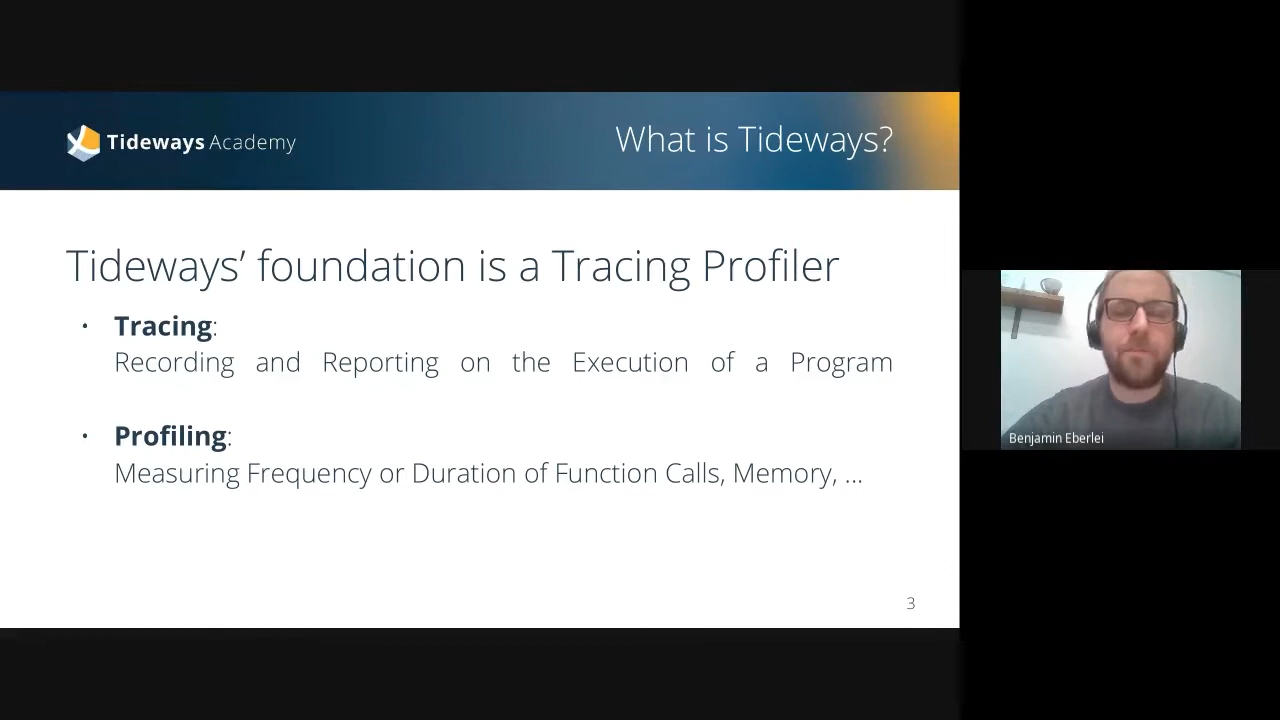 Tideways Academy
What is Tideways?
Tideways’ foundation is a Tracing Profiler
• Tracing:
Recording and Reporting on the Execution of a Program
• Profiling:
Measuring Frequency or Duration of Function Calls, Memory, ...
3
Benjamin Eberlei